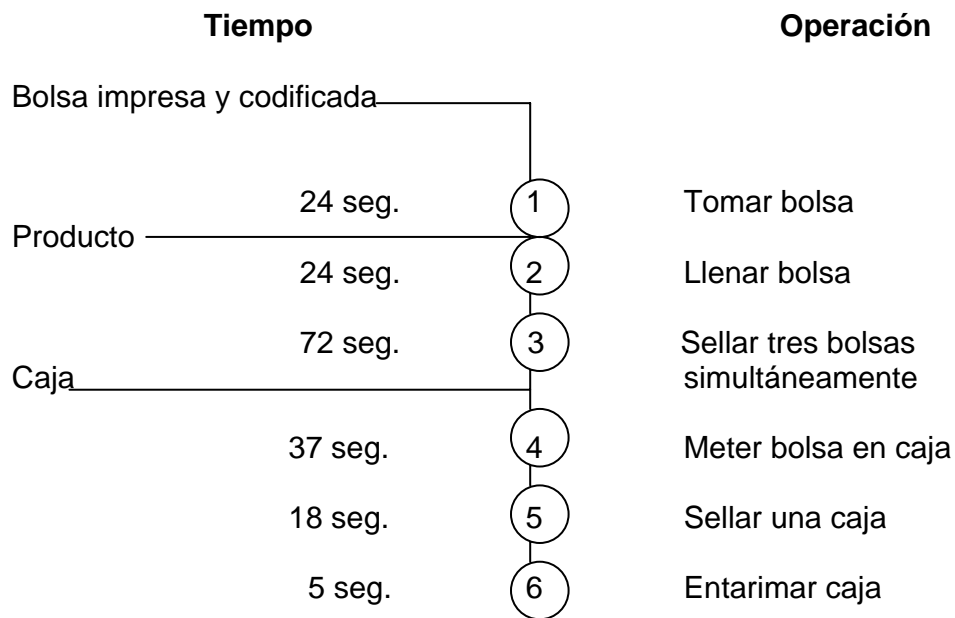 Tiempo Operación
Bolsa impresa y codificada
24 seg. 1 Tomar bolsa
Producto
24 seg. 2 Llenar bolsa
72 seg. 3 Sellar tres bolsas
Caja simultáneamente
37 seg. 4 Meter bolsa en caja
18 seg. 5 Sellar una caja
5 seg. 6 Entarimar caja